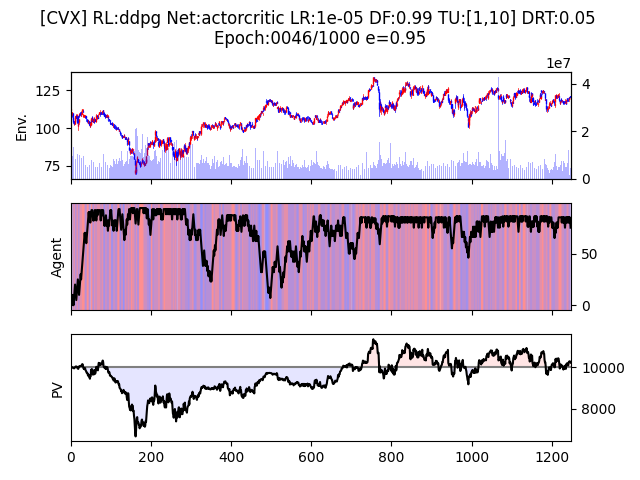 [CVX] RL:ddpg Net:actorcritic LR:1e-05 DF:0.99 TU:[1,10] DRT:0.05
Epoch:0046/1000 e=0.95
1e7
125
100
75
Env.
4
2
0
Agent
50
0
PV
10000
8000
0
200
400
600
800
1000
1200